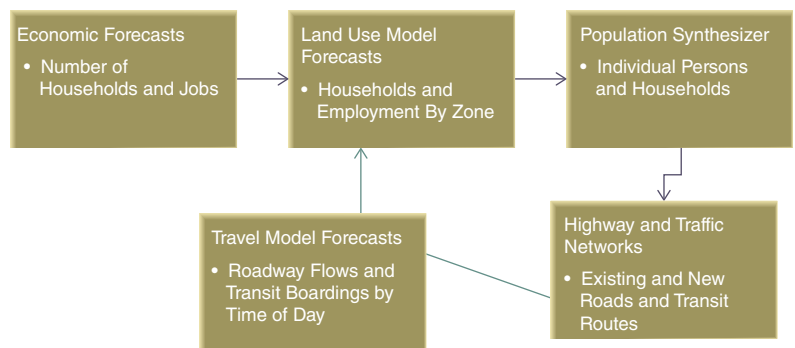 Economic Forecasts
• Number of
Households and Jobs
Land Use Model
Forecasts
• Households and
Employment By Zone
Population Synthesizer
• Individual Persons
and Households
Travel Model Forecasts
• Roadway Flows and
Transit Boardings by
Time of Day
Highway and Traffic
Networks
• Existing and New
Roads and Transit
Routes